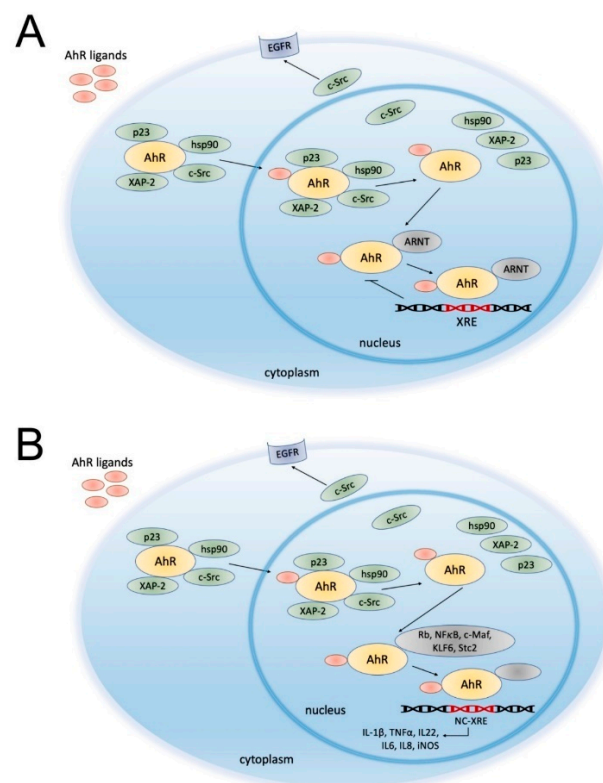 A
AhR ligands
EGFR
c-Src
c-Src
hsp90
XAP-2
p23
p23
hsp90
AhR
XAP-2
c-Src
p23
hsp90
AhR
XAP-2
c-Src
AhR
ARNT
AhR
ARNT
AhR
XRE
nucleus
cytoplasm
B
AhR ligands
EGFR
c-Src
c-Src
hsp90
XAP-2
p23
p23
hsp90
AhR
XAP-2
c-Src
p23
hsp90
AhR
XAP-2
c-Src
AhR
Rb, NFκB, c-Maf,
KLF6, Stc2
AhR
AhR
NC-XRE
nucleus
IL-1β, TNFα, IL22,
IL6, IL8, iNOS
cytoplasm